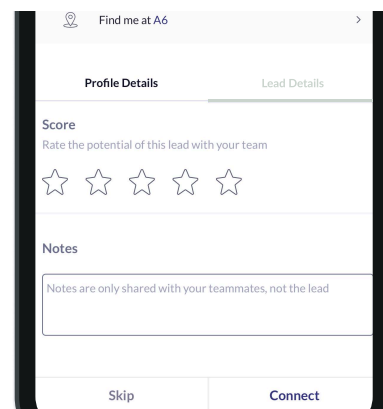 Find me at A6
Profile Details
Lead Details
Score
Rate the potential of this lead with your team
Notes
Notes are only shared with your teammates, not the lead
Skip
Connect